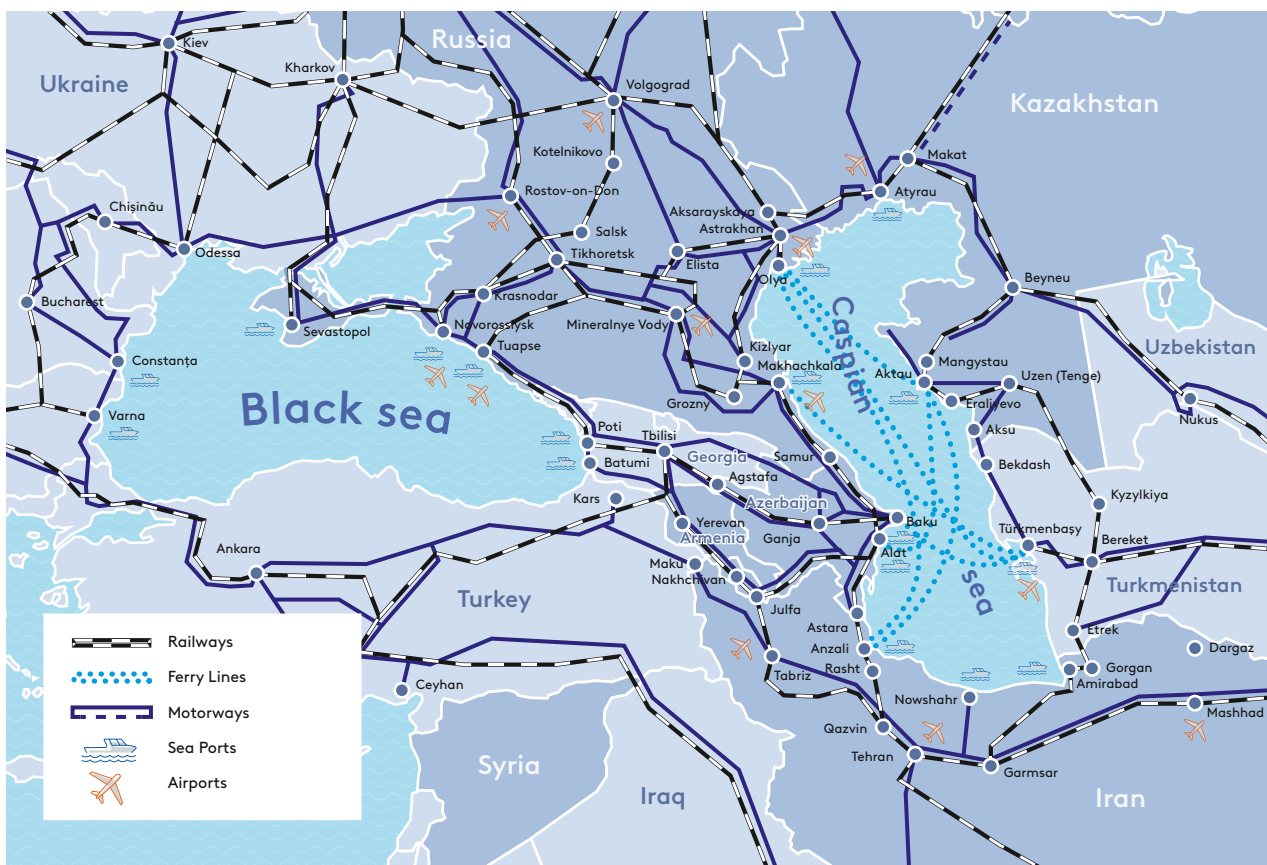 Russia
Kiev
Kharkov
Ukraine
Volgograd
Kazakhstan
Kotelnikovo
Makat
Rostov-on-Don
Atyrau
Chișinău
Aksarayskaya
Astrakhan
Salsk
Odessa
Tikhoretsk
Elista
Olya
Beyneu
Bucharest
Krasnodar
Sevastopol
Novorossiysk
Mineralnye Vody
Caspian
sea
Tuapse
Kizlyar
Uzbekistan
Constanța
Makhachkala
Mangystau
Aktau
Uzen (Tenge)
Grozny
Eraliyevo
Black sea
Varna
Nukus
Poti
Tbilisi
Aksu
Georgia
Samur
Batumi
Agstafa
Bekdash
Kars
Azerbaijan
Kyzylkiya
Yerevan
Armenia
Ganja
Baku
Türkmenbaşy
Alat
Bereket
Ankara
Maku
Nakhchivan
Turkmenistan
Turkey
Julfa
Astara
Etrek
Anzali
Dargaz
Tabriz
Rasht
Gorgan
Amirabad
Ceyhan
Nowshahr
Mashhad
Qazvin
Tehran
Garmsar
Syria
Iraq
Iran
Railways
Ferry Lines
Motorways
Sea Ports
Airports